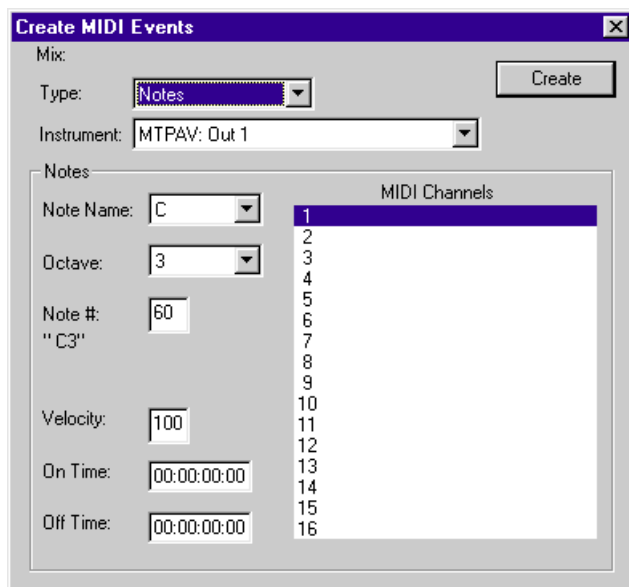 Create MIDI Events
Mix:
Type: Notes
Create
Instrument: MTPAV: Out 1
Notes
Note Name: C
Octave: 3
Note #: 60
"C3"
Velocity: 100
On Time: 00:00:00:00
Off Time: 00:00:00:00
MIDI Channels
1
2
3
4
5
6
7
8
9
10
11
12
13
14
15
16